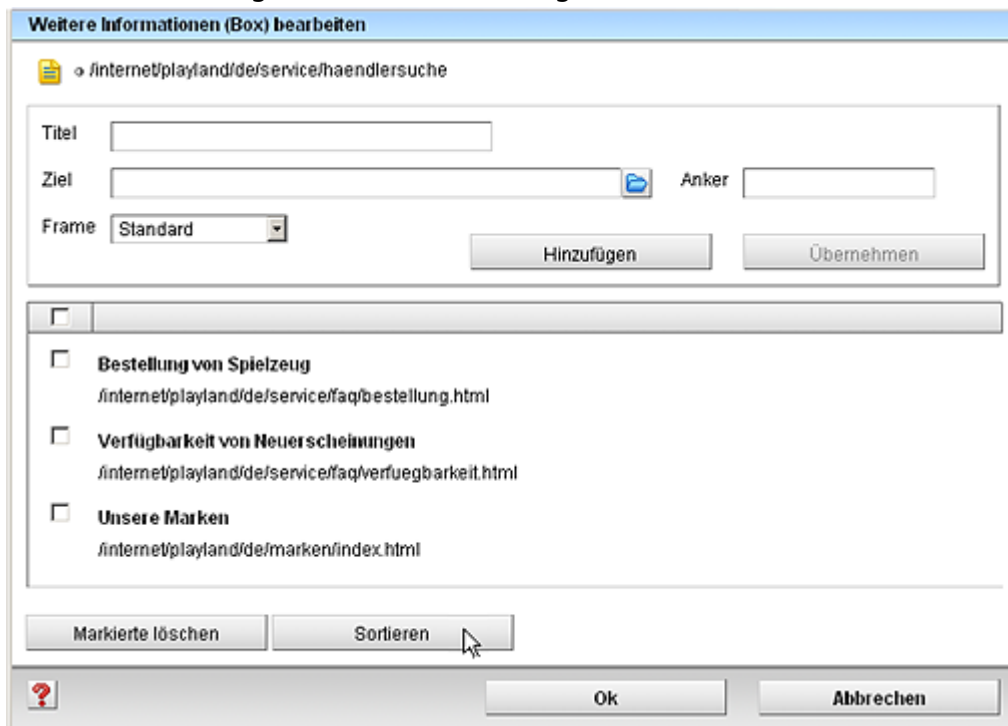 Weitere Informationen (Box) bearbeiten
/internet/playland/de/service/haendlersuche
Titel
Ziel
Anker
Frame Standard
Hinzufügen Übernehmen
Bestellung von Spielzeug
/internet/playland/de/service/faq/bestellung.html
Verfügbarkeit von Neuerscheinungen
/internet/playland/de/service/faq/verfuegbarkeit.html
Unsere Marken
/internet/playland/de/marken/index.html
Markierte löschen Sortieren
? Ok Abbrechen